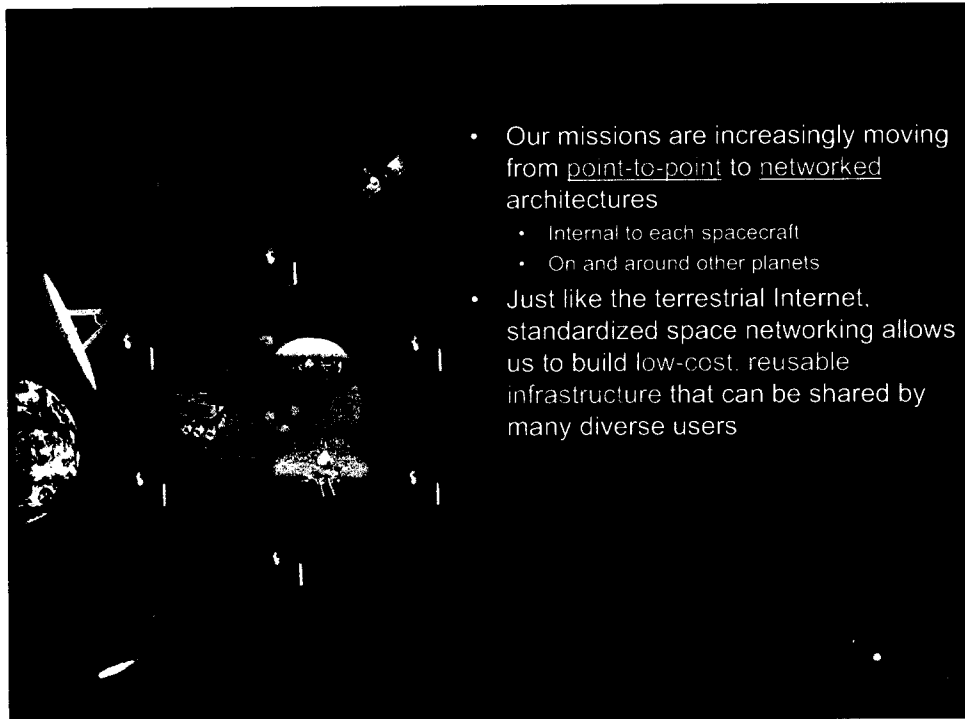 • Our missions are increasingly moving
from point-to-point to networked
architectures
• Internal to each spacecraft
• On and around other planets
• Just like the terrestrial Internet,
standardized space networking allows
us to build low-cost, reusable
infrastructure that can be shared by
many diverse users